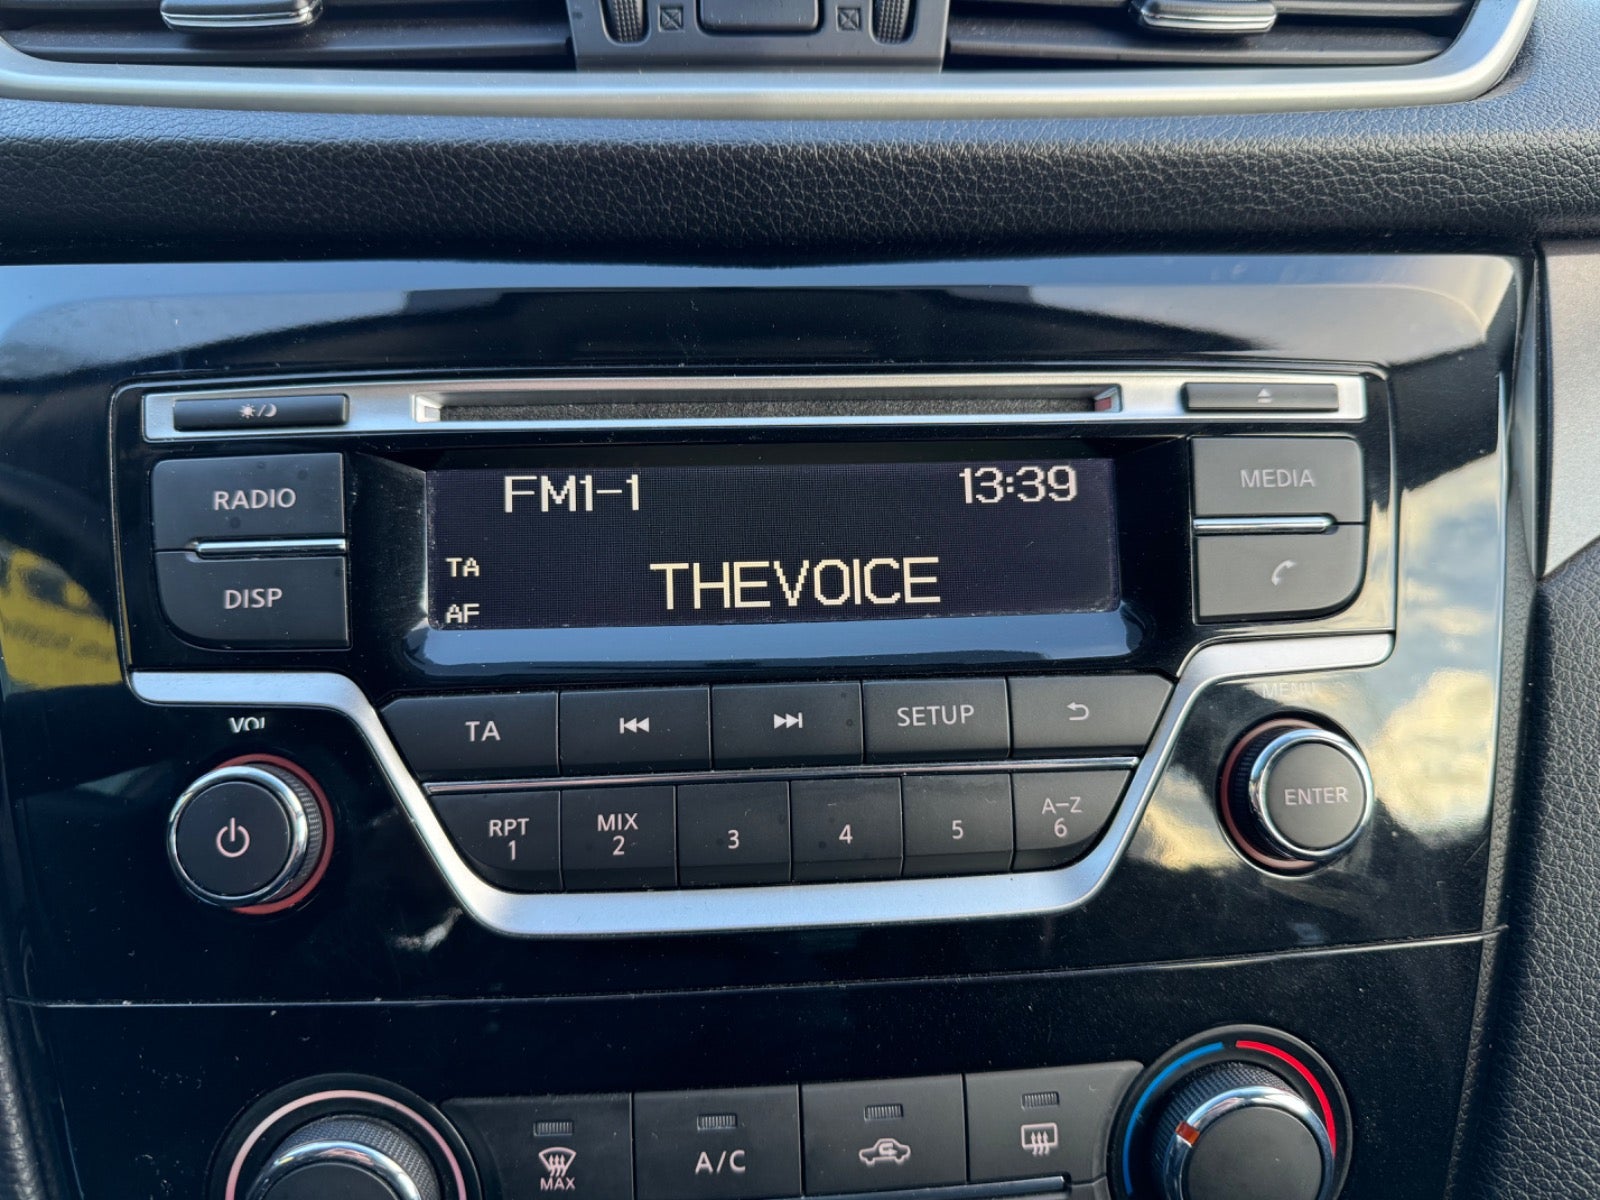 RADIO
DISP
FM1-1 13:39
TA
THEVOICE
AF
MEDIA
VOL
MENU
TA
SETUP
RPT
1
MIX
2
3
4
5
A-Z
6
ENTER
MAX
A/C